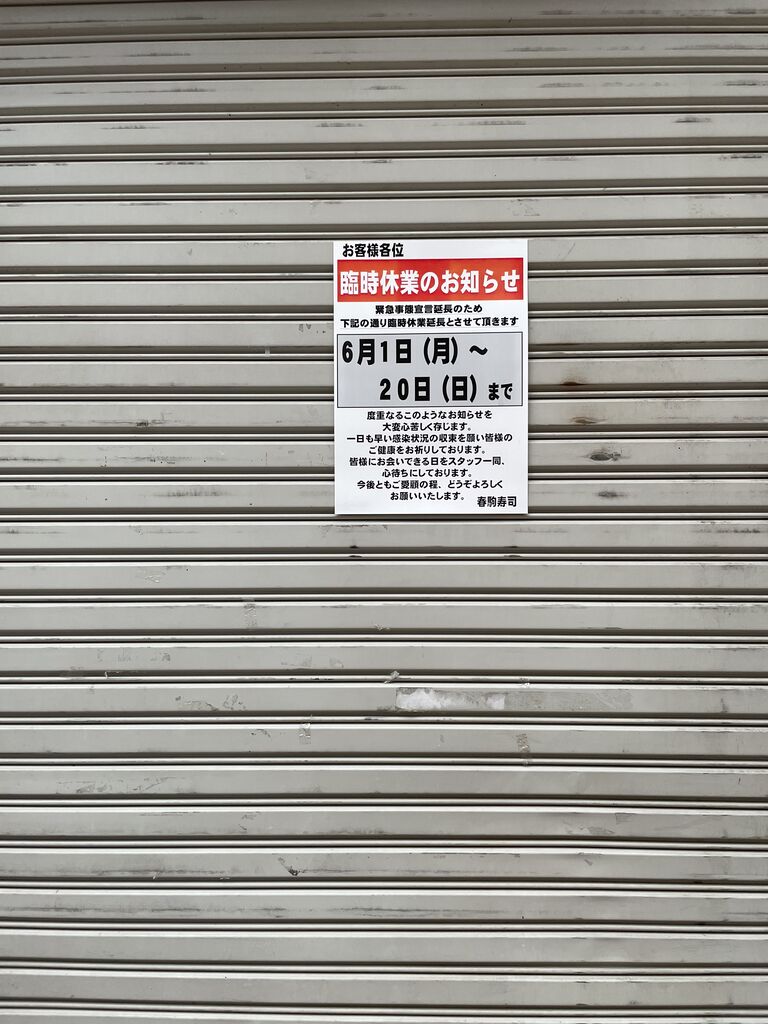 お客様各位
臨時休業のお知らせ
緊急事態宣言延長のため
下記の通り臨時休業延長とさせて頂きます
6月1日（月）～
20日（日）まで
度重なるこのようなお知らせを
大変心苦しく存じます。
一日も早い感染状況の収束を願い皆様の
ご健康をお祈りしております。
皆様にお会いできる日をスタッフ一同、
心待ちにしております。
今後ともご愛顧の程、どうぞよろしく
お願いいたします。
春駒寿司